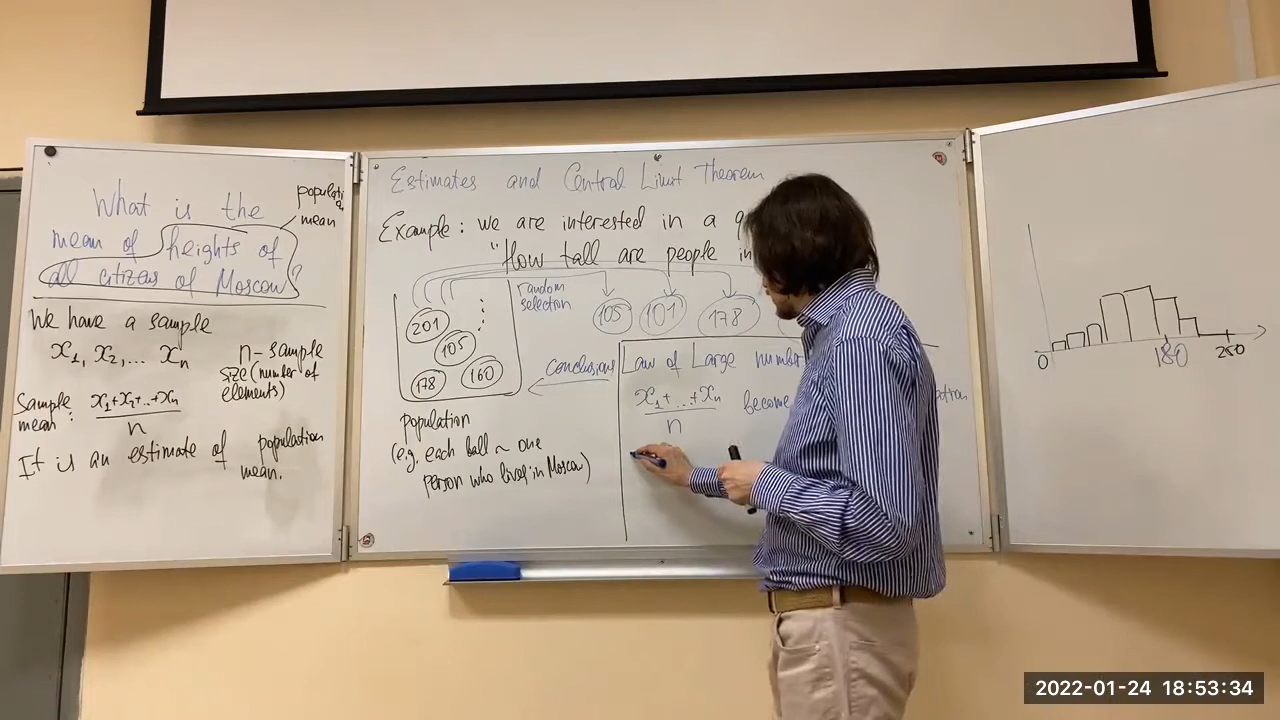 What is the
mean of heights of
all citizens of Moscow?
mean
We have a sample
x₁, x₂, ... xₙ
n - sample
size (number of
elements)
Sample
mean:
x₁+x₂+...+xₙ
n
It is an estimate of population
mean.
Estimates and Central Limit Theorem
Example: we are interested in a
"How tall are people in
random
selection
105 101 178
201
105
178 160
conclusions
population
(e.g. each ball ~ one
person who lives in Moscow)
Law of Large number
x₁+...+xₙ
n
become
0 180 250
2022-01-24 18:53:34